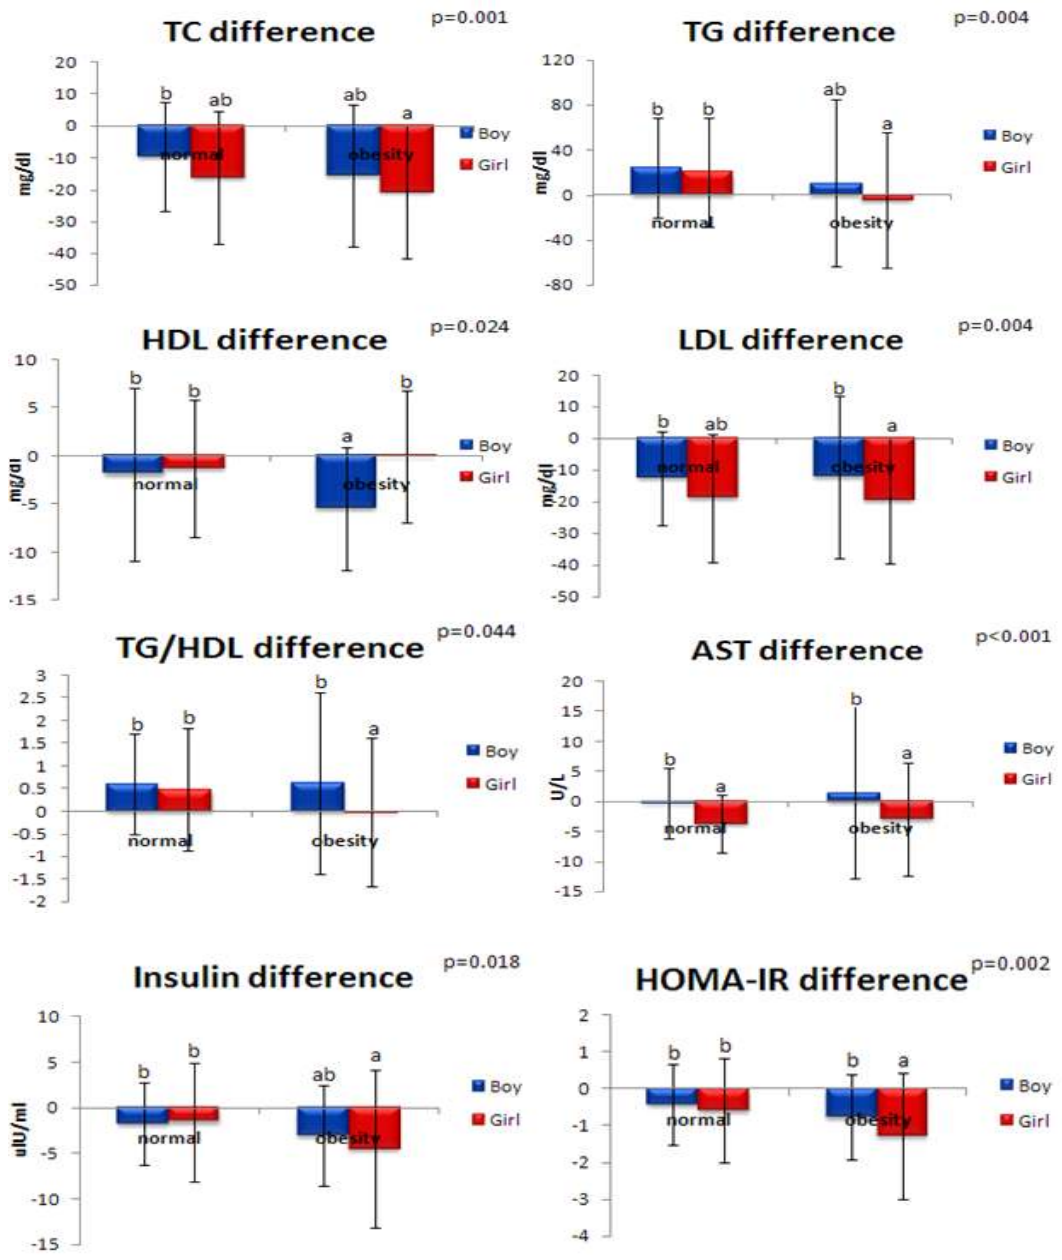 TC difference
p=0.001
20
10
0
-10
-20
-30
-40
-50
mg/dl
b
ab
ab
a
normal
obesity
Boy
Girl
TG difference
p=0.004
120
80
40
0
-40
-80
mg/dl
b
b
ab
a
normal
obesity
Boy
Girl
HDL difference
p=0.024
10
5
0
-5
-10
-15
mg/dl
b
b
a
b
normal
obesity
Boy
Girl
LDL difference
p=0.004
20
10
0
-10
-20
-30
-40
-50
mg/dl
b
ab
b
a
normal
obesity
Boy
Girl
TG/HDL difference
p=0.044
3
2.5
2
1.5
1
0.5
0
-0.5
-1
-1.5
-2
b
b
b
a
normal
obesity
Boy
Girl
AST difference
p<0.001
20
15
10
5
0
-5
-10
-15
U/L
b
a
b
a
normal
obesity
Boy
Girl
Insulin difference
p=0.018
10
5
0
-5
-10
-15
uIU/ml
b
b
ab
a
normal
obesity
Boy
Girl
HOMA-IR difference
p=0.002
2
1
0
-1
-2
-3
-4
b
b
b
a
normal
obesity
Boy
Girl